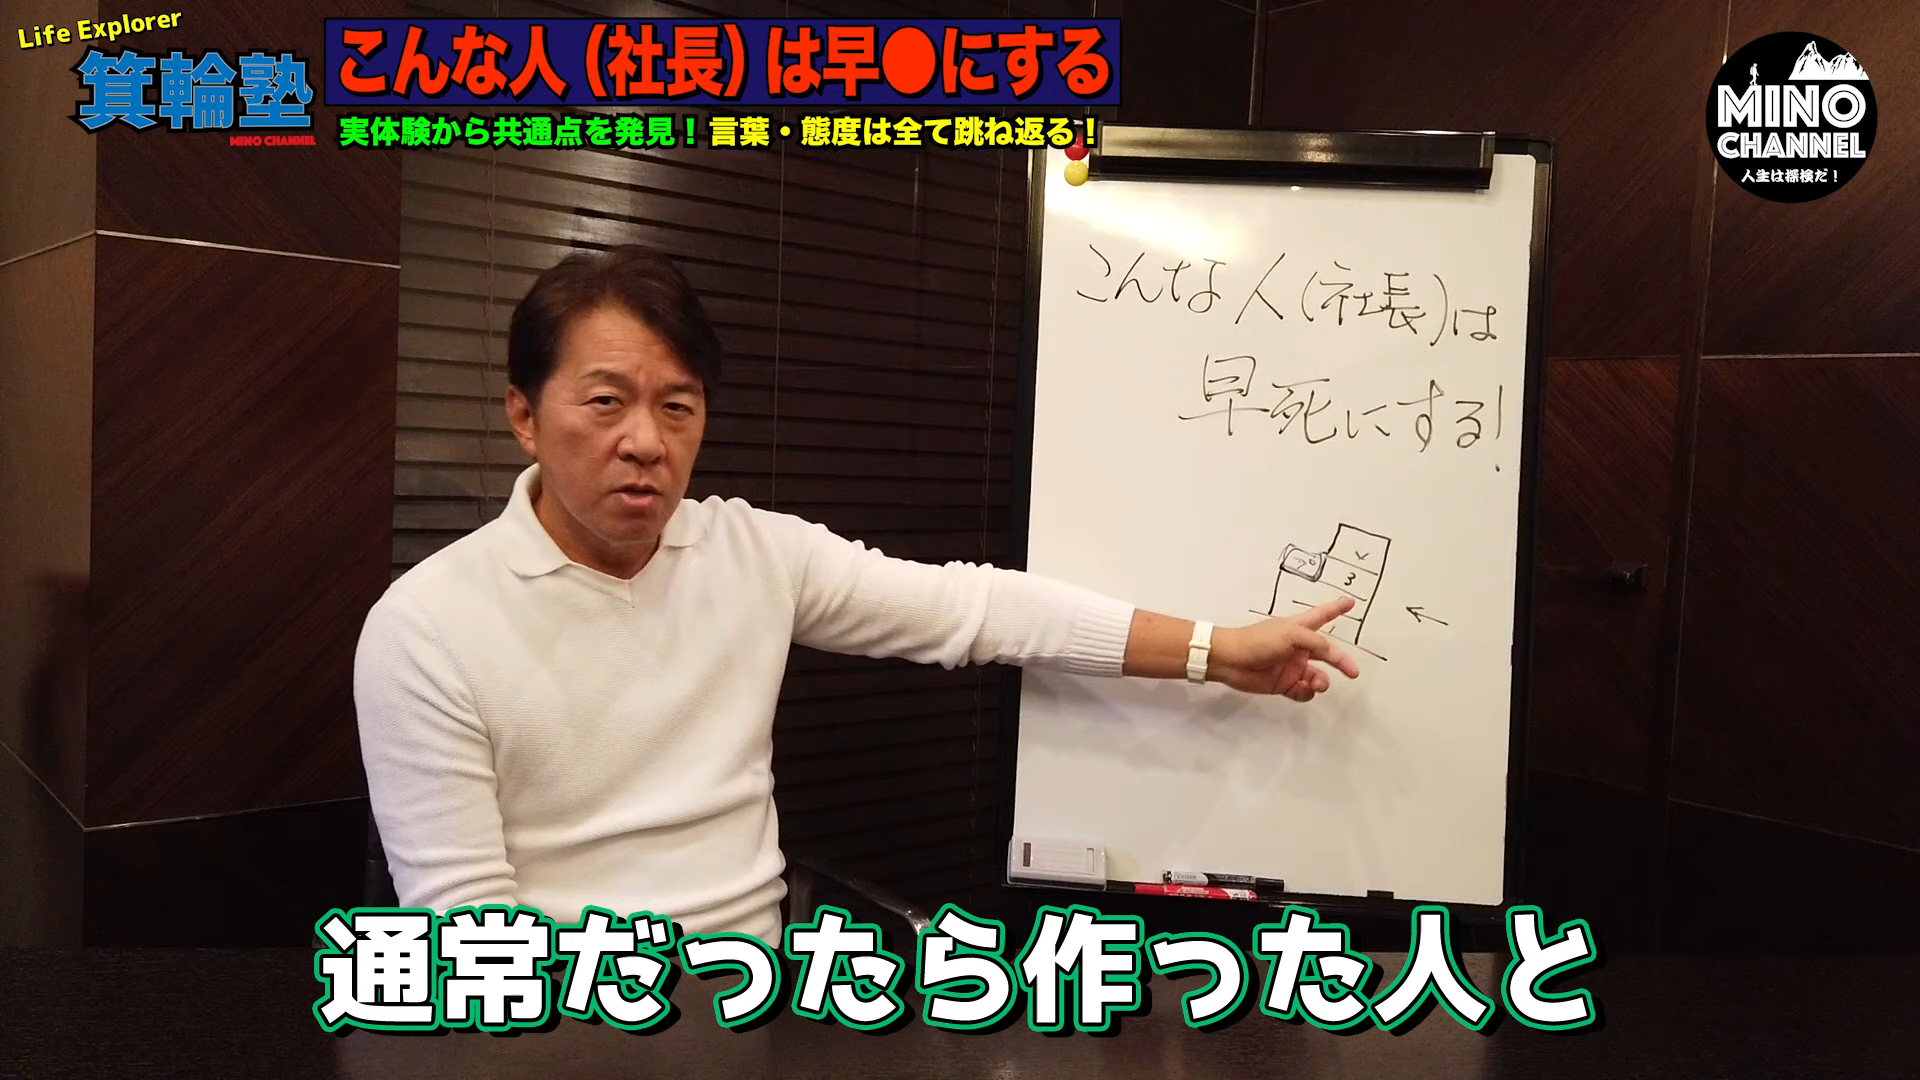 Life Explorer
箕輪塾
MINO CHANNEL
こんな人（社長）は早●にする
実体験から共通点を発見！言葉・態度は全て跳ね返る！
MINO
CHANNEL
人生は探検だ！
こんな人(社長)は
早死にする!
3
通常だったら作った人と